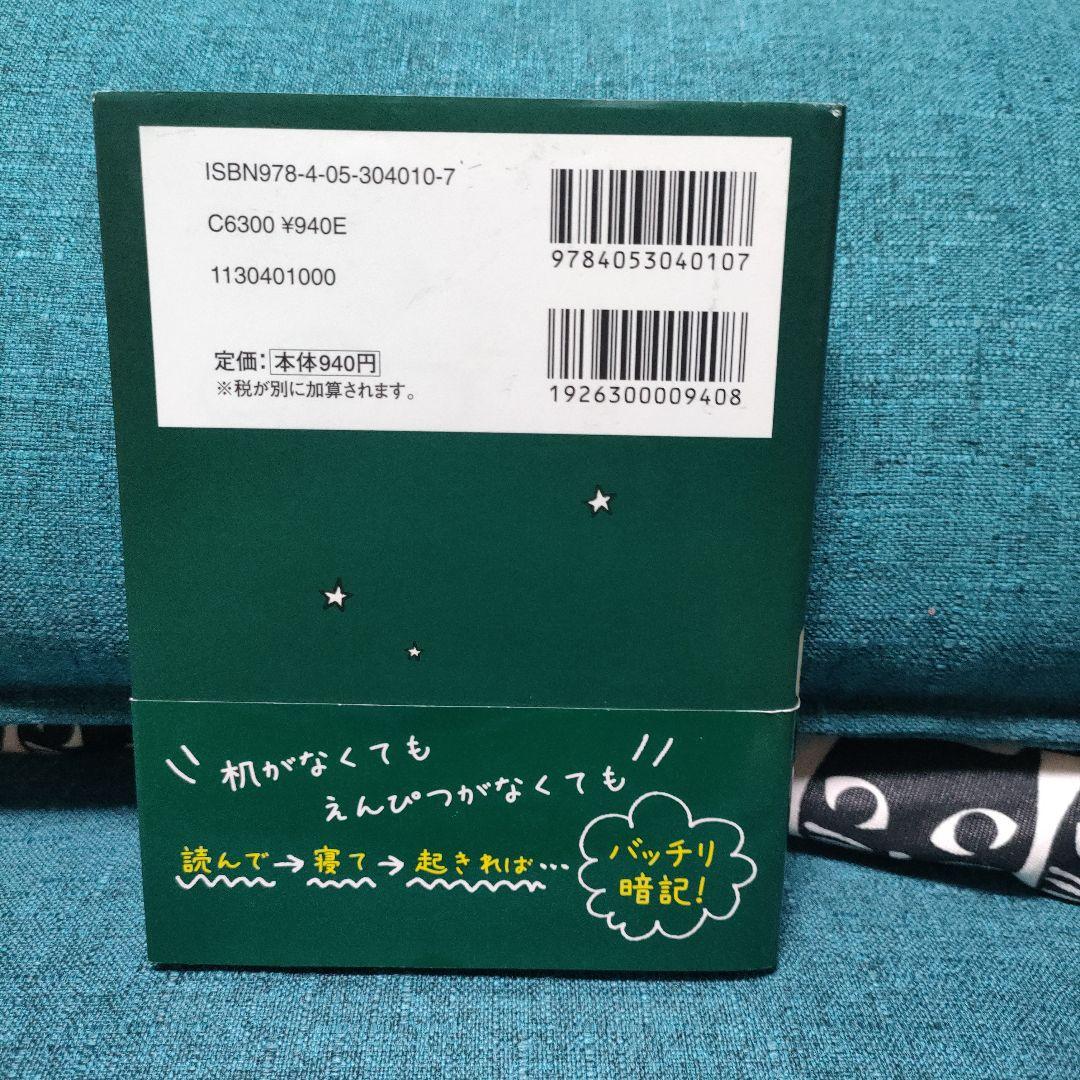 ISBN978-4-05-304010-7
C6300 ¥940E
1130401000
9784053040107
1926300009408
定価：本体940円
※税が別に加算されます。
机がなくても
えんぴつがなくても
読んで→寝て→起きれば…
バッチリ
暗記！